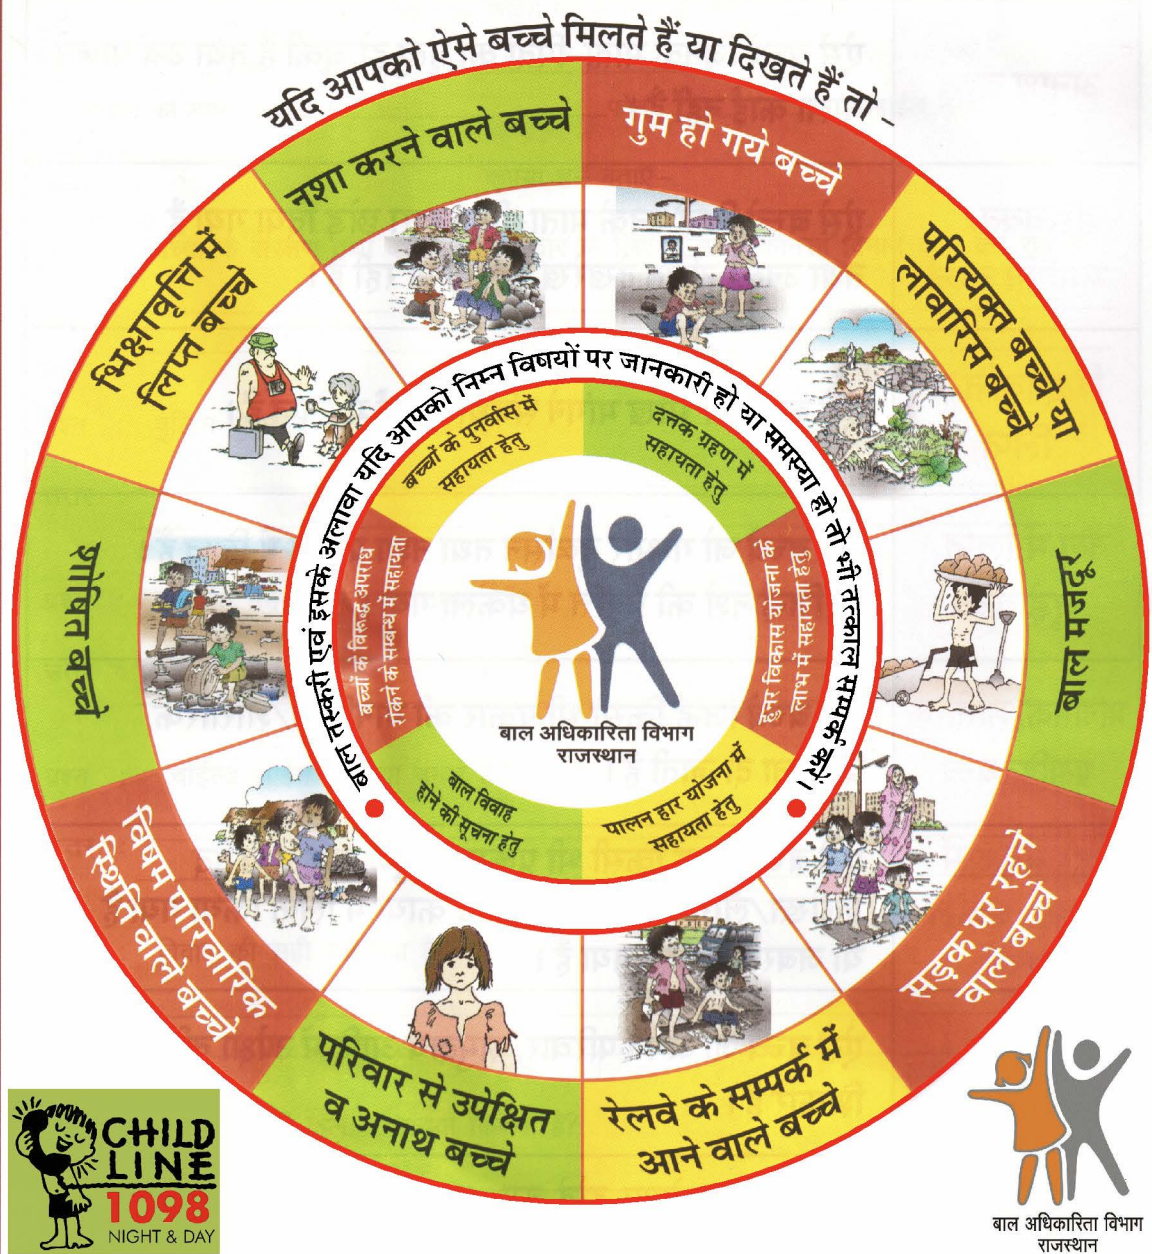 यदि आपको ऐसे बच्चे मिलते हैं या दिखते हैं तो -
नशा करने वाले बच्चे
गुम हो गये बच्चे
परित्यक्त बच्चे या
लावारिस बच्चे
बाल मजदूर
सड़क पर रहने
वाले बच्चे
रेलवे के सम्पर्क में
आने वाले बच्चे
परिवार से उपेक्षित
व अनाथ बच्चे
विषम पारिवारिक
स्थिति वाले बच्चे
शोषित बच्चे
भिक्षावृत्ति में
लिप्त बच्चे
बाल तस्करी एवं इसके अलावा यदि आपको निम्न विषयों पर जानकारी हो या समस्या हो तो भी तत्काल सम्पर्क करें।
बच्चों के पुनर्वास में
सहायता हेतु
दत्तक ग्रहण में
सहायता हेतु
हुनर विकास योजना के
लाभ में सहायता हेतु
पालन हार योजना में
सहायता हेतु
बाल विवाह
होने की सूचना हेतु
बच्चों के विरूद्ध अपराध
रोकने के सम्बन्ध में सहायता
बाल अधिकारिता विभाग
राजस्थान
CHILD
LINE
1098
NIGHT & DAY
बाल अधिकारिता विभाग
राजस्थान